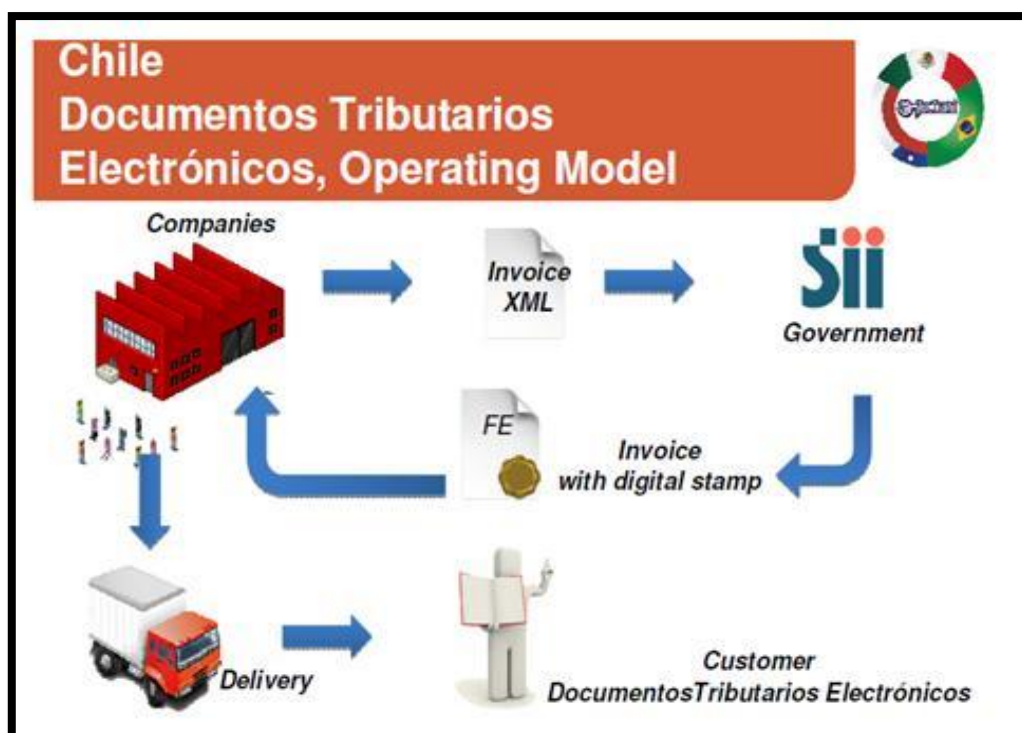 Chile
Documentos Tributarios
Electrónicos, Operating Model
Companies
Invoice
XML
Sii
Government
FE
Invoice
with digital stamp
Delivery
Customer
DocumentosTributarios Electrónicos